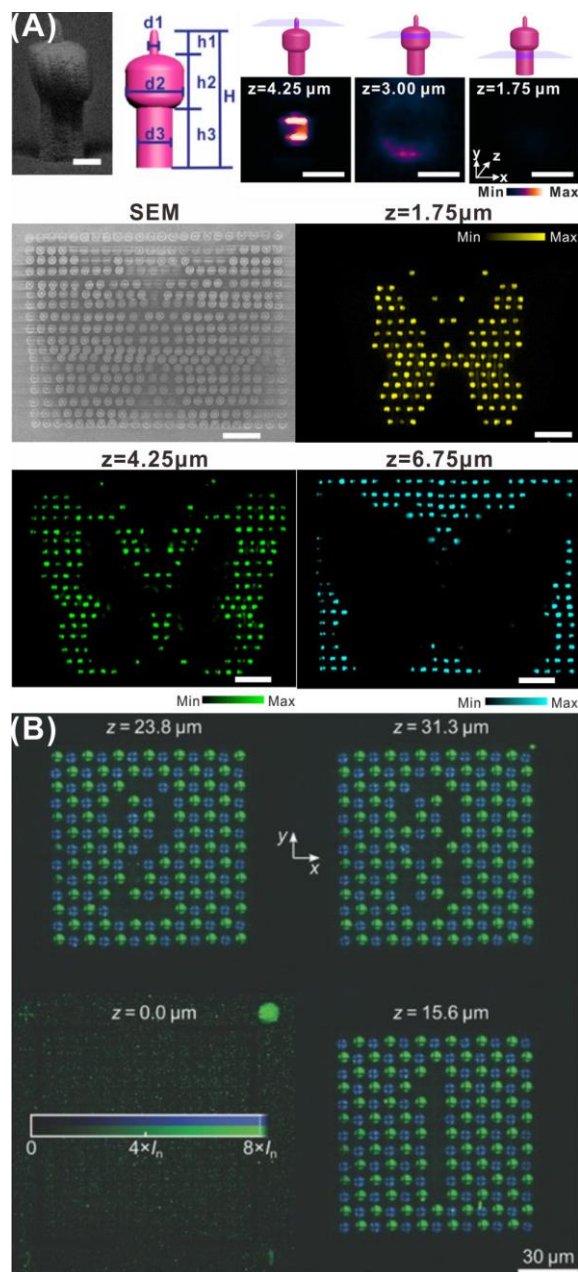 (A)
d1
h1
d2
h2
H
d3
h3
z=4.25 μm
z=3.00 μm
z=1.75 μm
y
z
x
Min Max
SEM
z=1.75μm
Min Max
z=4.25μm
z=6.75μm
Min Max
Min Max
(B)
z = 23.8 μm
z = 31.3 μm
y
x
z = 0.0 μm
z = 15.6 μm
0
4×Iₙ
8×Iₙ
30 μm